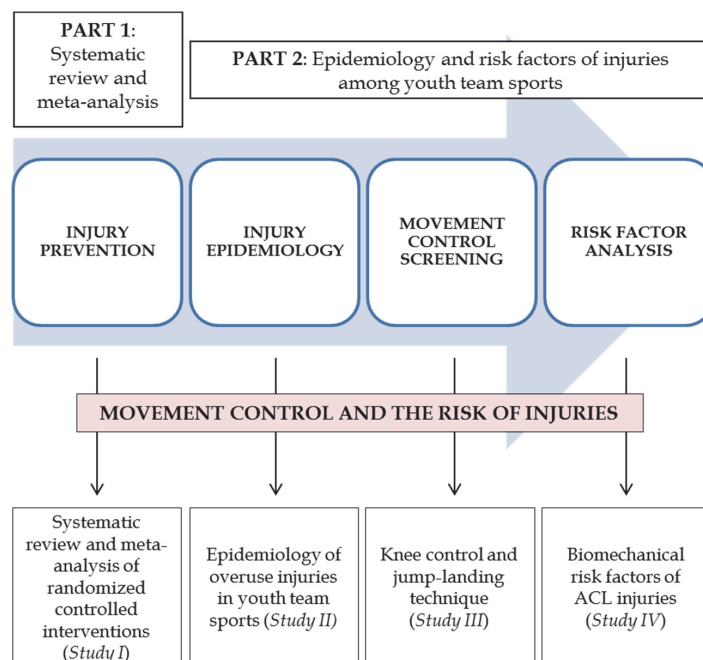 PART 1:
Systematic
review and
meta-analysis
PART 2: Epidemiology and risk factors of injuries
among youth team sports
INJURY
PREVENTION
INJURY
EPIDEMIOLOGY
MOVEMENT
CONTROL
SCREENING
RISK FACTOR
ANALYSIS
MOVEMENT CONTROL AND THE RISK OF INJURIES
Systematic
review and meta-
analysis of
randomized
controlled
interventions
(Study I)
Epidemiology of
overuse injuries
in youth team
sports (Study II)
Knee control and
jump-landing
technique
(Study III)
Biomechanical
risk factors of
ACL injuries
(Study IV)